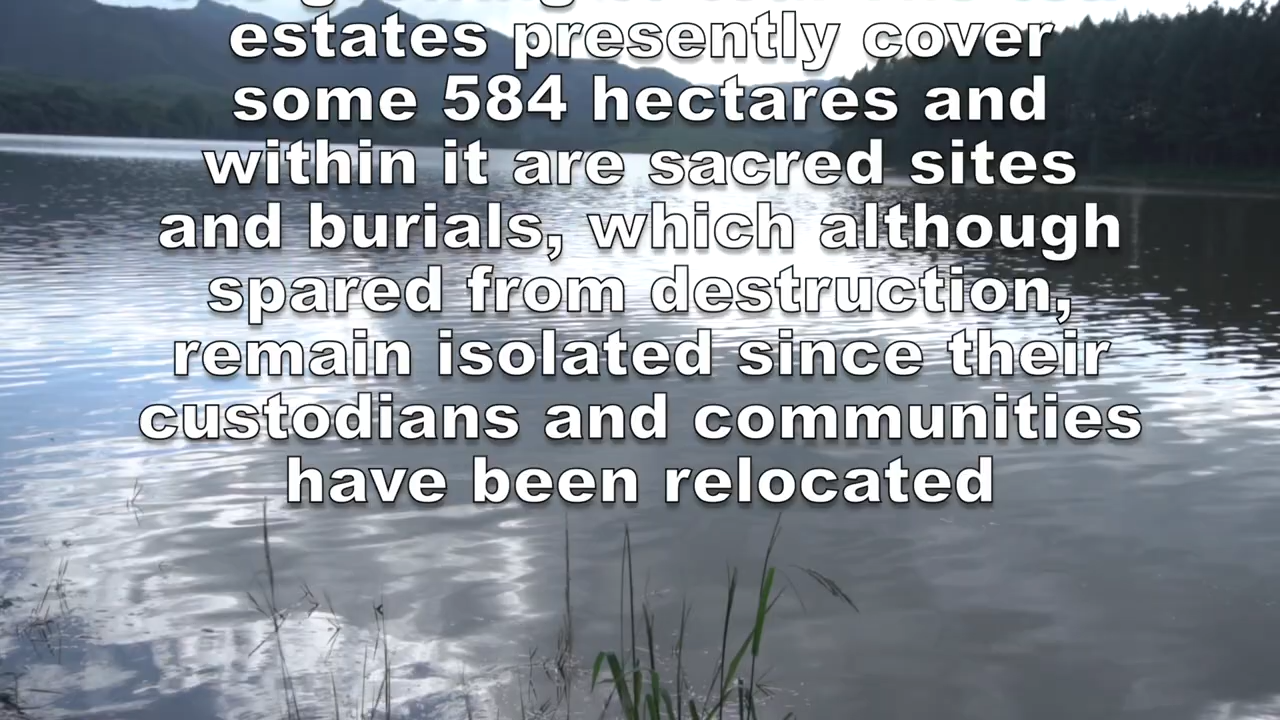 estates presently cover
some 584 hectares and
within it are sacred sites
and burials, which although
spared from destruction,
remain isolated since their
custodians and communities
have been relocated